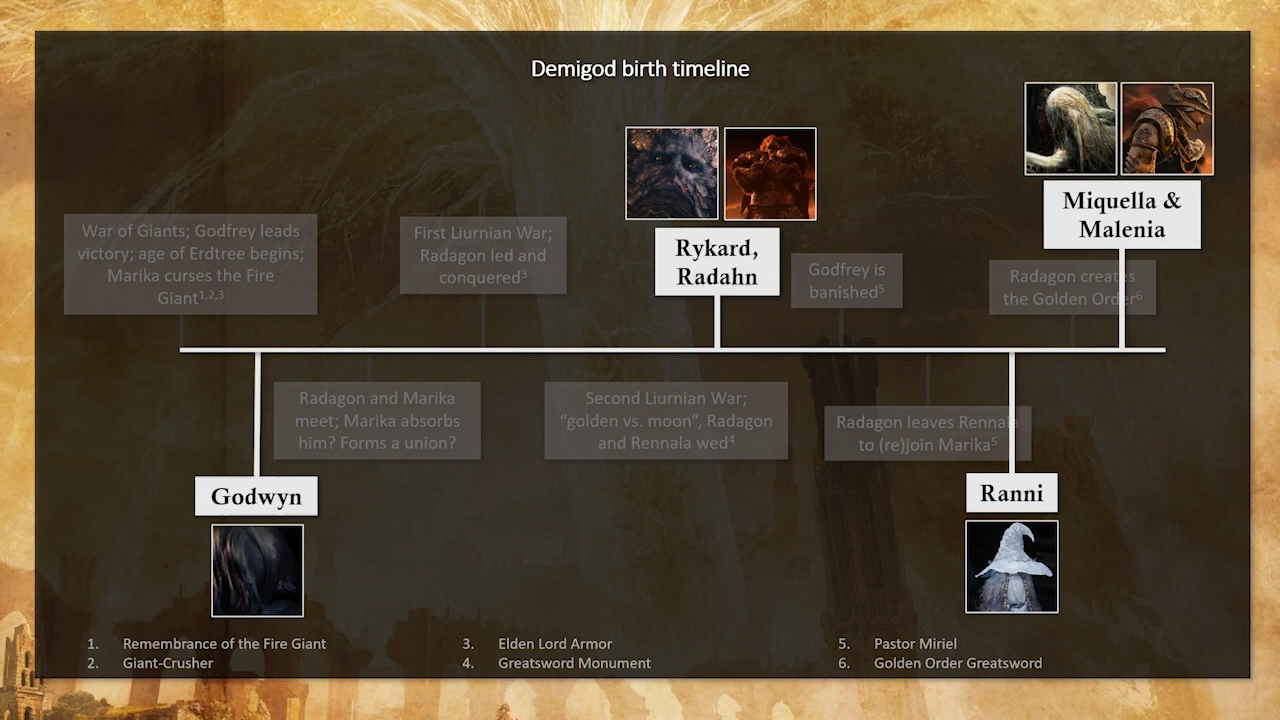 Demigod birth timeline
Miquella &
Malenia
Rykard,
Radahn
War of Giants; Godfrey leads
victory; age of Erdtree begins;
Marika curses the Fire
Giant1,2,3
First Liurnian War;
Radagon led and
conquered3
Godfrey is
banished5
Radagon creates
the Golden Order6
Radagon and Marika
meet; Marika absorbs
him? Forms a union?
Second Liurnian War;
“golden vs. moon”, Radagon
and Rennala wed4
Radagon leaves Rennala
to (re)join Marika5
Godwyn
Ranni
1. Remembrance of the Fire Giant
2. Giant-Crusher
3. Elden Lord Armor
4. Greatsword Monument
5. Pastor Miriel
6. Golden Order Greatsword